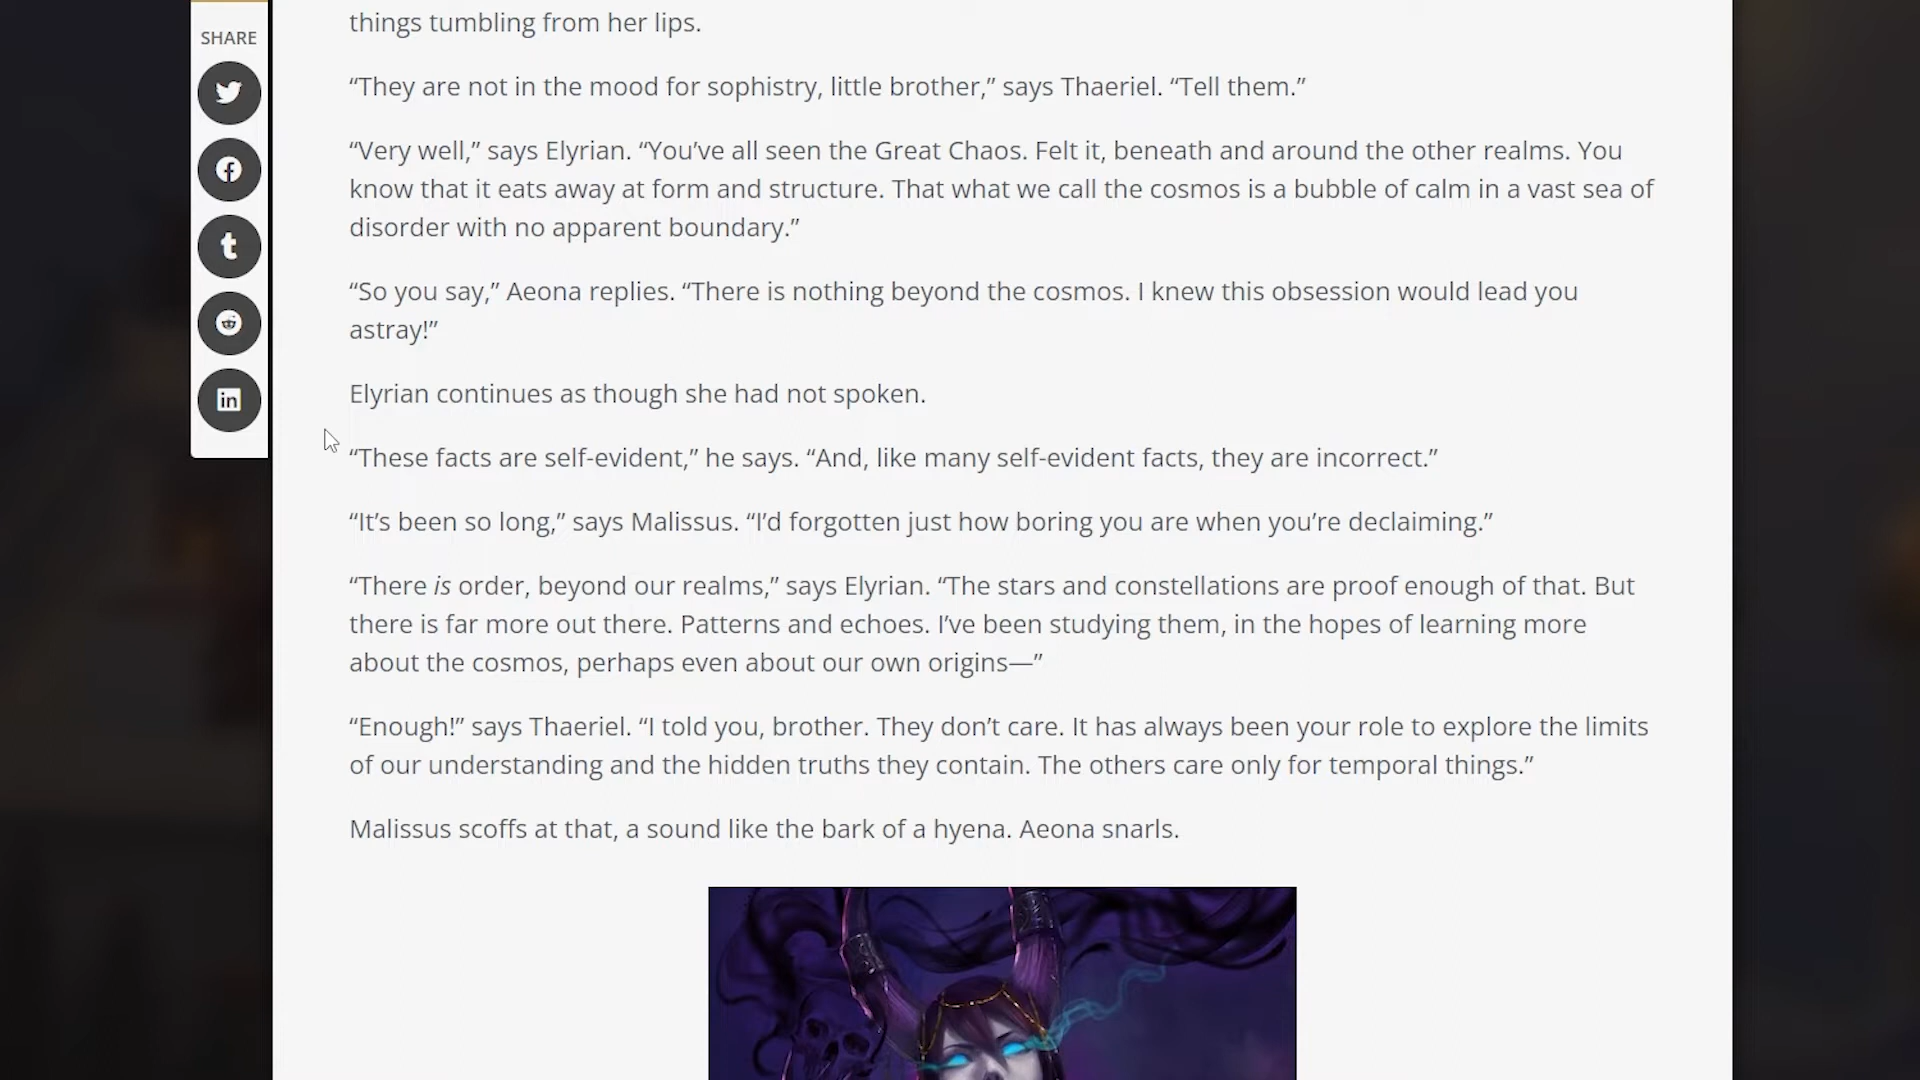 things tumbling from her lips.
SHARE
“They are not in the mood for sophistry, little brother,” says Thaeriel. “Tell them.”
“Very well,” says Elyrian. “You’ve all seen the Great Chaos. Felt it, beneath and around the other realms. You
know that it eats away at form and structure. That what we call the cosmos is a bubble of calm in a vast sea of
disorder with no apparent boundary.”
“So you say,” Aeona replies. “There is nothing beyond the cosmos. I knew this obsession would lead you
astray!”
Elyrian continues as though she had not spoken.
“These facts are self-evident,” he says. “And, like many self-evident facts, they are incorrect.”
“It’s been so long,” says Malissus. “I’d forgotten just how boring you are when you’re declaiming.”
“There is order, beyond our realms,” says Elyrian. “The stars and constellations are proof enough of that. But
there is far more out there. Patterns and echoes. I’ve been studying them, in the hopes of learning more
about the cosmos, perhaps even about our own origins—”
“Enough!” says Thaeriel. “I told you, brother. They don’t care. It has always been your role to explore the limits
of our understanding and the hidden truths they contain. The others care only for temporal things.”
Malissus scoffs at that, a sound like the bark of a hyena. Aeona snarls.